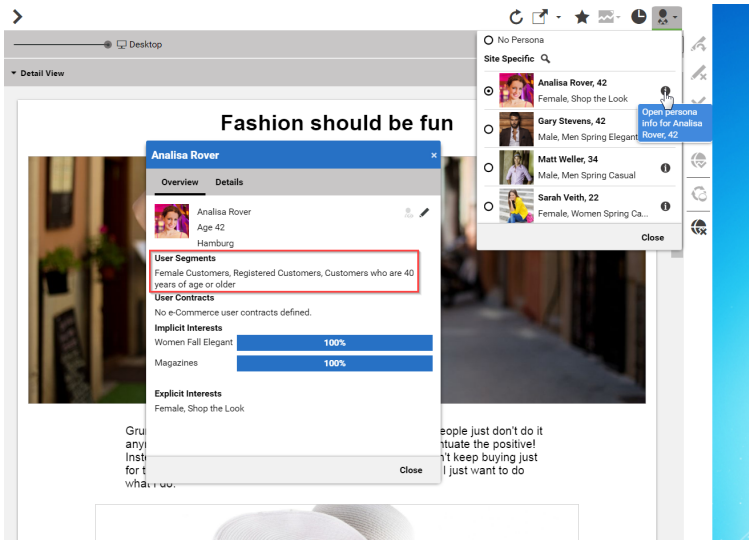 Desktop
Detail View
Fashion should be fun
No Persona
Site Specific
Analisa Rover, 42
Female, Shop the Look
Open persona
info for Analisa
Rover, 42
Gary Stevens, 42
Male, Men Spring Elegant
Matt Weller, 34
Male, Men Spring Casual
Sarah Veith, 22
Female, Women Spring Ca...
Close
Analisa Rover
×
Overview Details
Analisa Rover
Age 42
Hamburg
User Segments
Female Customers, Registered Customers, Customers who are 40
years of age or older
User Contracts
No e-Commerce user contracts defined.
Implicit Interests
Women Fall Elegant 100%
Magazines 100%
Explicit Interests
Female, Shop the Look
Close
people just don't do it
the positive!
keep buying just
for I just want to do
what I do.